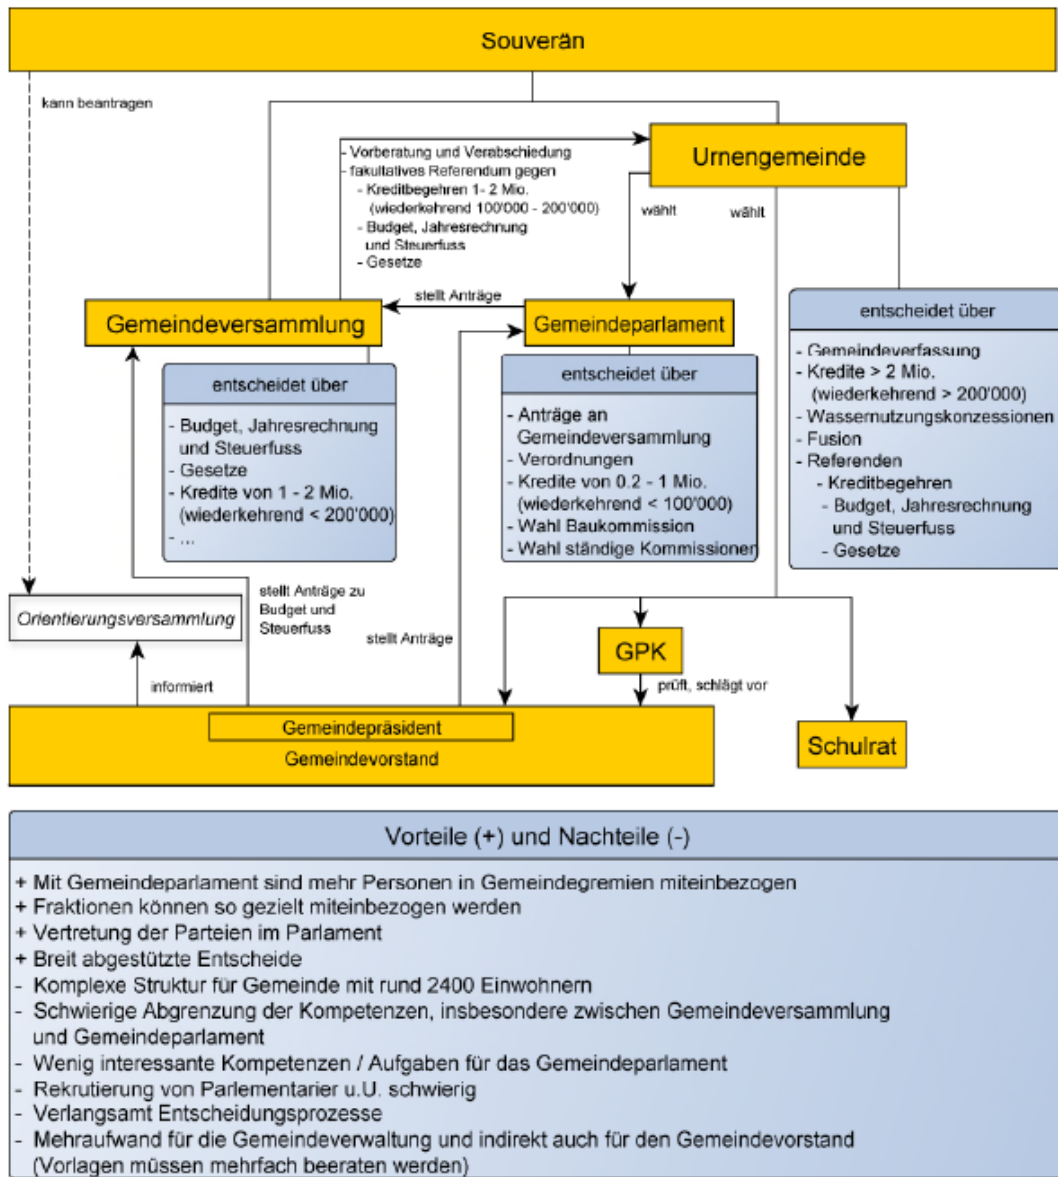 Souverän
kann beantragen
- Vorberatung und Verabschiedung
- fakultatives Referendum gegen
- Kreditbegehren 1- 2 Mio.
(wiederkehrend 100'000 - 200'000)
- Budget, Jahresrechnung
und Steuerfuss
- Gesetze
Urnengemeinde
wählt
wählt
stellt Anträge
Gemeindeversammlung
Gemeindeparlament
entscheidet über
- Gemeindeverfassung
- Kredite > 2 Mio.
(wiederkehrend > 200'000)
- Wassernutzungskonzessionen
- Fusion
- Referenden
- Kreditbegehren
- Budget, Jahresrechnung
und Steuerfuss
- Gesetze
entscheidet über
- Budget, Jahresrechnung
und Steuerfuss
- Gesetze
- Kredite von 1 - 2 Mio.
(wiederkehrend < 200'000)
- ...
entscheidet über
- Anträge an
Gemeindeversammlung
- Verordnungen
- Kredite von 0.2 - 1 Mio.
(wiederkehrend < 100'000)
- Wahl Baukommission
- Wahl ständige Kommissionen
Orientierungsversammlung
stellt Anträge zu
Budget und
Steuerfuss
stellt Anträge
informiert
GPK
prüft, schlägt vor
Gemeindepräsident
Gemeindevorstand
Schulrat
Vorteile (+) und Nachteile (-)
+ Mit Gemeindeparlament sind mehr Personen in Gemeindegremien miteinbezogen
+ Fraktionen können so gezielt miteinbezogen werden
+ Vertretung der Parteien im Parlament
+ Breit abgestützte Entscheide
- Komplexe Struktur für Gemeinde mit rund 2400 Einwohnern
- Schwierige Abgrenzung der Kompetenzen, insbesondere zwischen Gemeindeversammlung
und Gemeindeparlament
- Wenig interessante Kompetenzen / Aufgaben für das Gemeindeparlament
- Rekrutierung von Parlementarier u.U. schwierig
- Verlangsamt Entscheidungsprozesse
- Mehraufwand für die Gemeindeverwaltung und indirekt auch für den Gemeindevorstand
(Vorlagen müssen mehrfach beeraten werden)